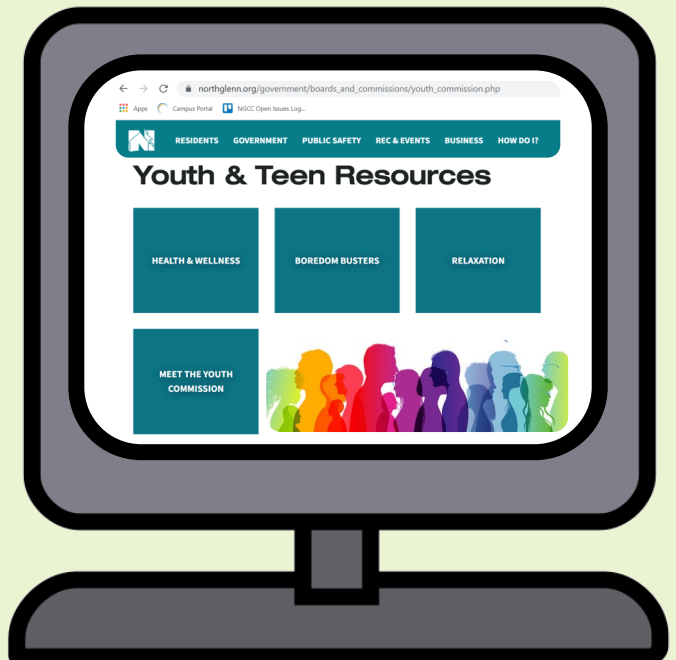 northglenn.org/government/boards_and_commissions/youth_commission.php
Apps Campus Portal NGCC Open Issues Log...
N RESIDENTS GOVERNMENT PUBLIC SAFETY REC & EVENTS BUSINESS HOW DO I?
Youth & Teen Resources
HEALTH & WELLNESS BOREDOM BUSTERS RELAXATION
MEET THE YOUTH
COMMISSION